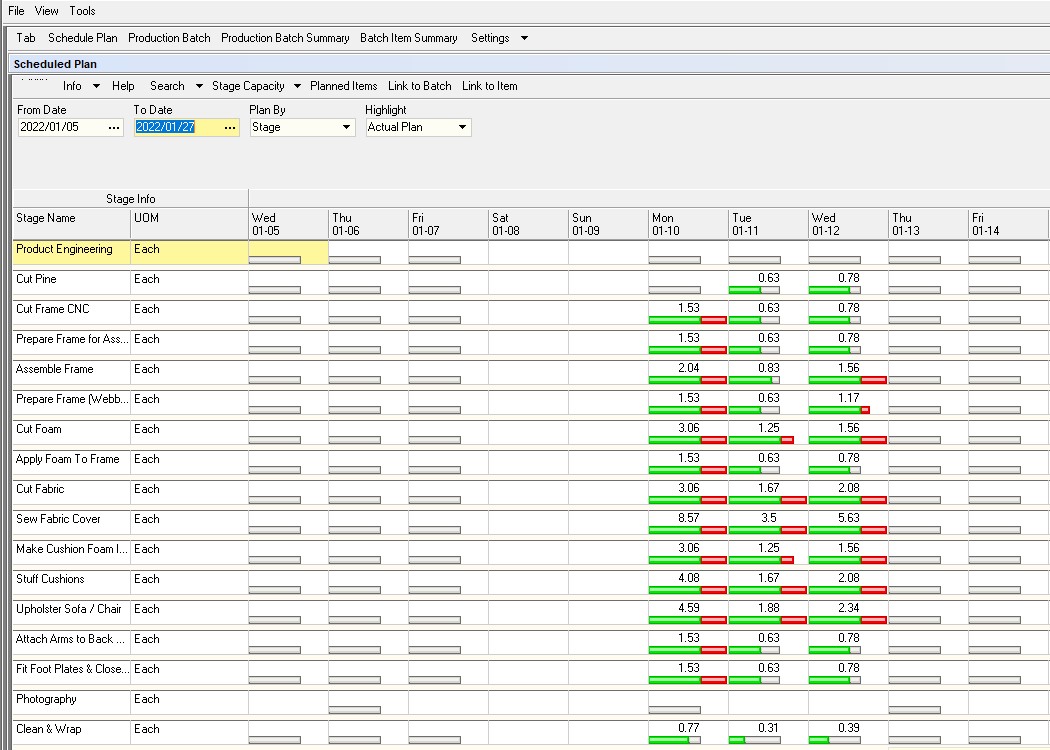 File View Tools
Tab Schedule Plan Production Batch Production Batch Summary Batch Item Summary Settings
Scheduled Plan
Info Help Search Stage Capacity Planned Items Link to Batch Link to Item
From Date To Date Plan By Highlight
2022/01/05 ... 2022/01/27 ... Stage Actual Plan
Stage Info
Stage Name UOM Wed Thu Fri Sat Sun Mon Tue Wed Thu Fri
01-05 01-06 01-07 01-08 01-09 01-10 01-11 01-12 01-13 01-14
Product Engineering Each
Cut Pine Each 0.63 0.78
Cut Frame CNC Each 1.53 0.63 0.78
Prepare Frame for Ass... Each 1.53 0.63 0.78
Assemble Frame Each 2.04 0.83 1.56
Prepare Frame (Webb... Each 1.53 0.63 1.17
Cut Foam Each 3.06 1.25 1.56
Apply Foam To Frame Each 1.53 0.63 0.78
Cut Fabric Each 3.06 1.67 2.08
Sew Fabric Cover Each 8.57 3.5 5.63
Make Cushion Foam I... Each 3.06 1.25 1.56
Stuff Cushions Each 4.08 1.67 2.08
Upholster Sofa / Chair Each 4.59 1.88 2.34
Attach Arms to Back ... Each 1.53 0.63 0.78
Fit Foot Plates & Close... Each 1.53 0.63 0.78
Photography Each
Clean & Wrap Each 0.77 0.31 0.39